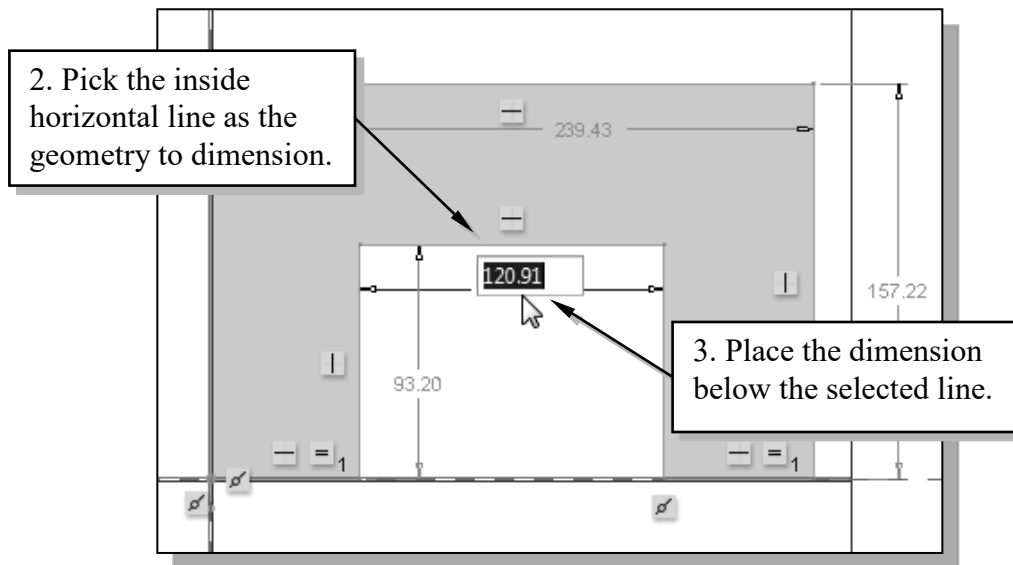 2. Pick the inside
horizontal line as the
geometry to dimension.
239.43
120.91
157.22
3. Place the dimension
below the selected line.
93.20
1
1